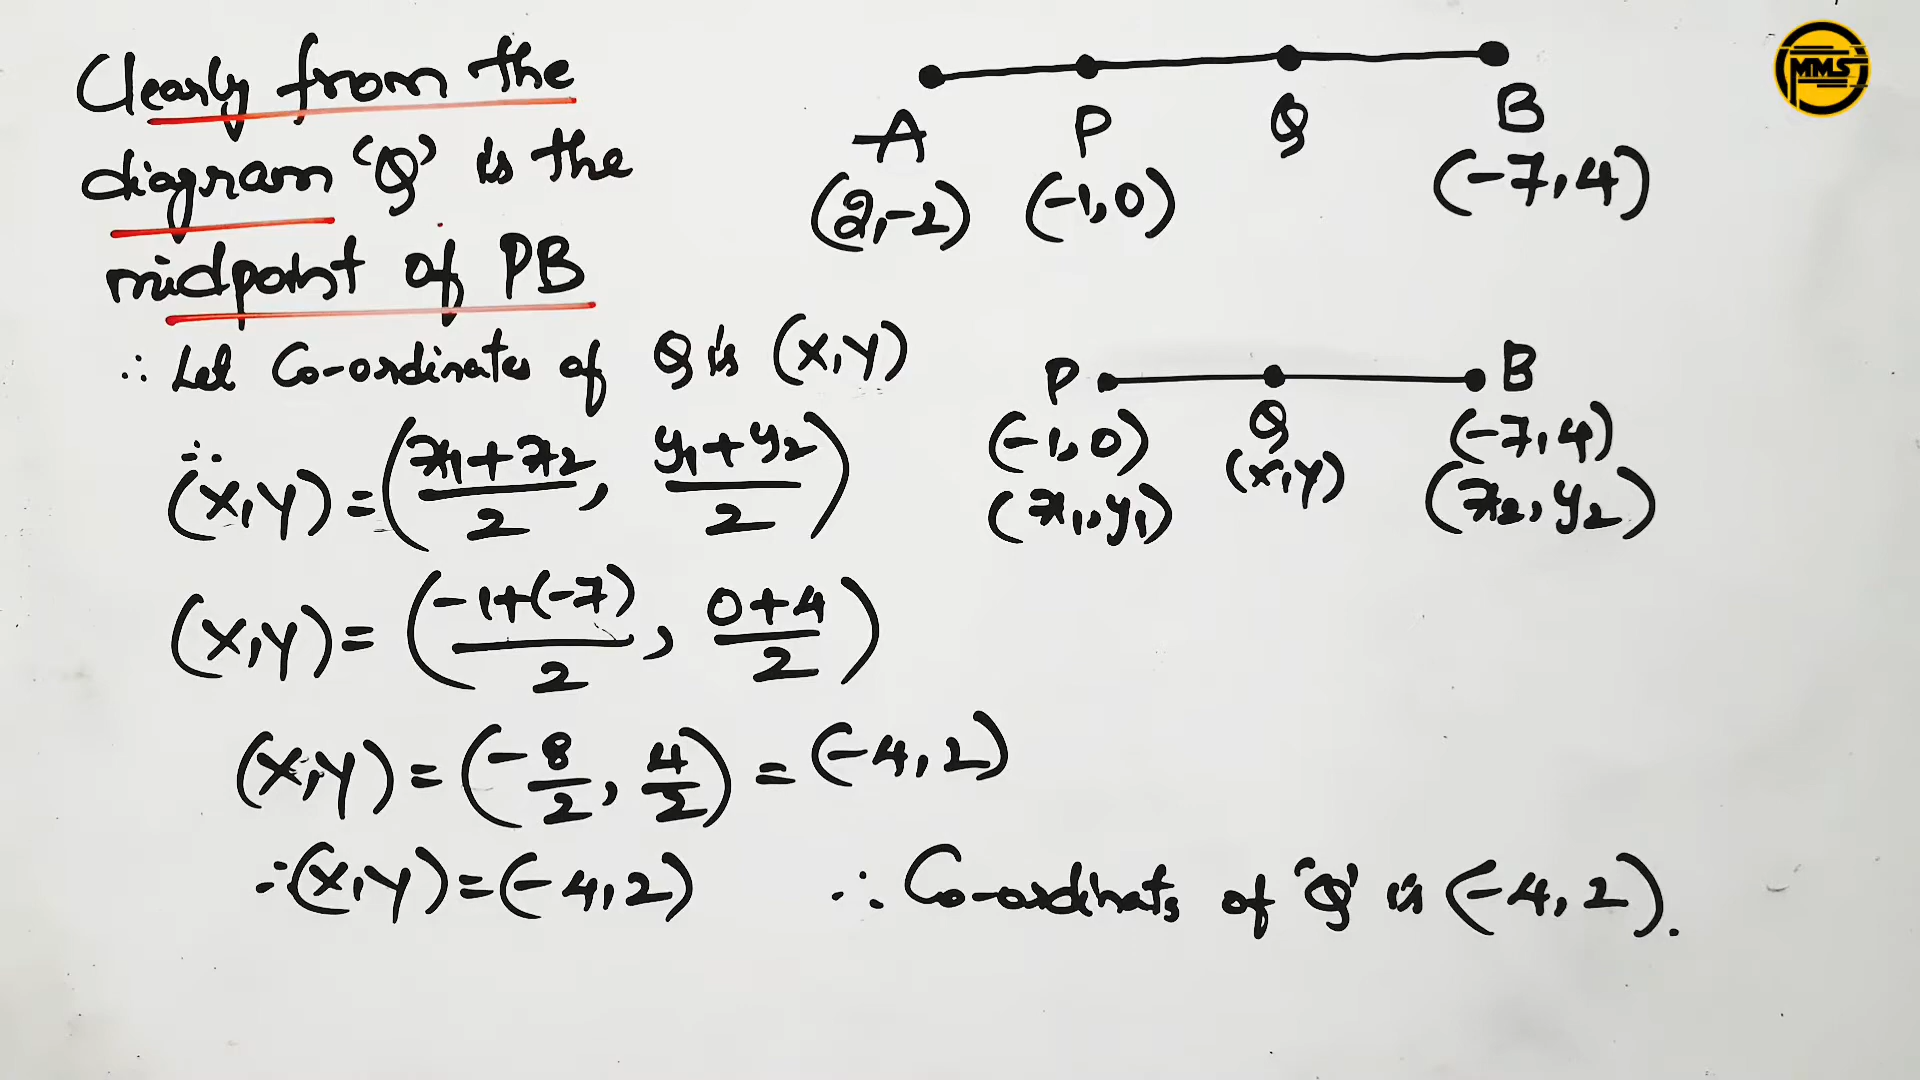 Clearly from the
diagram 'Q' is the
midpoint of PB
A P Q B
(2,-2) (-1,0) (-7,4)
MMS
∴ Let Co-ordinates of Q is (x,y)
P Q B
(-1,0) (x,y) (-7,4)
(x₁,y₁) (x₂,y₂)
∴
(x,y) = ((x₁+x₂)/2, (y₁+y₂)/2)
(x,y) = ((-1+(-7))/2, (0+4)/2)
(x,y) = (-8/2, 4/2) = (-4,2)
∴ (x,y) = (-4,2) ∴ Co-ordinats of 'Q' is (-4,2).